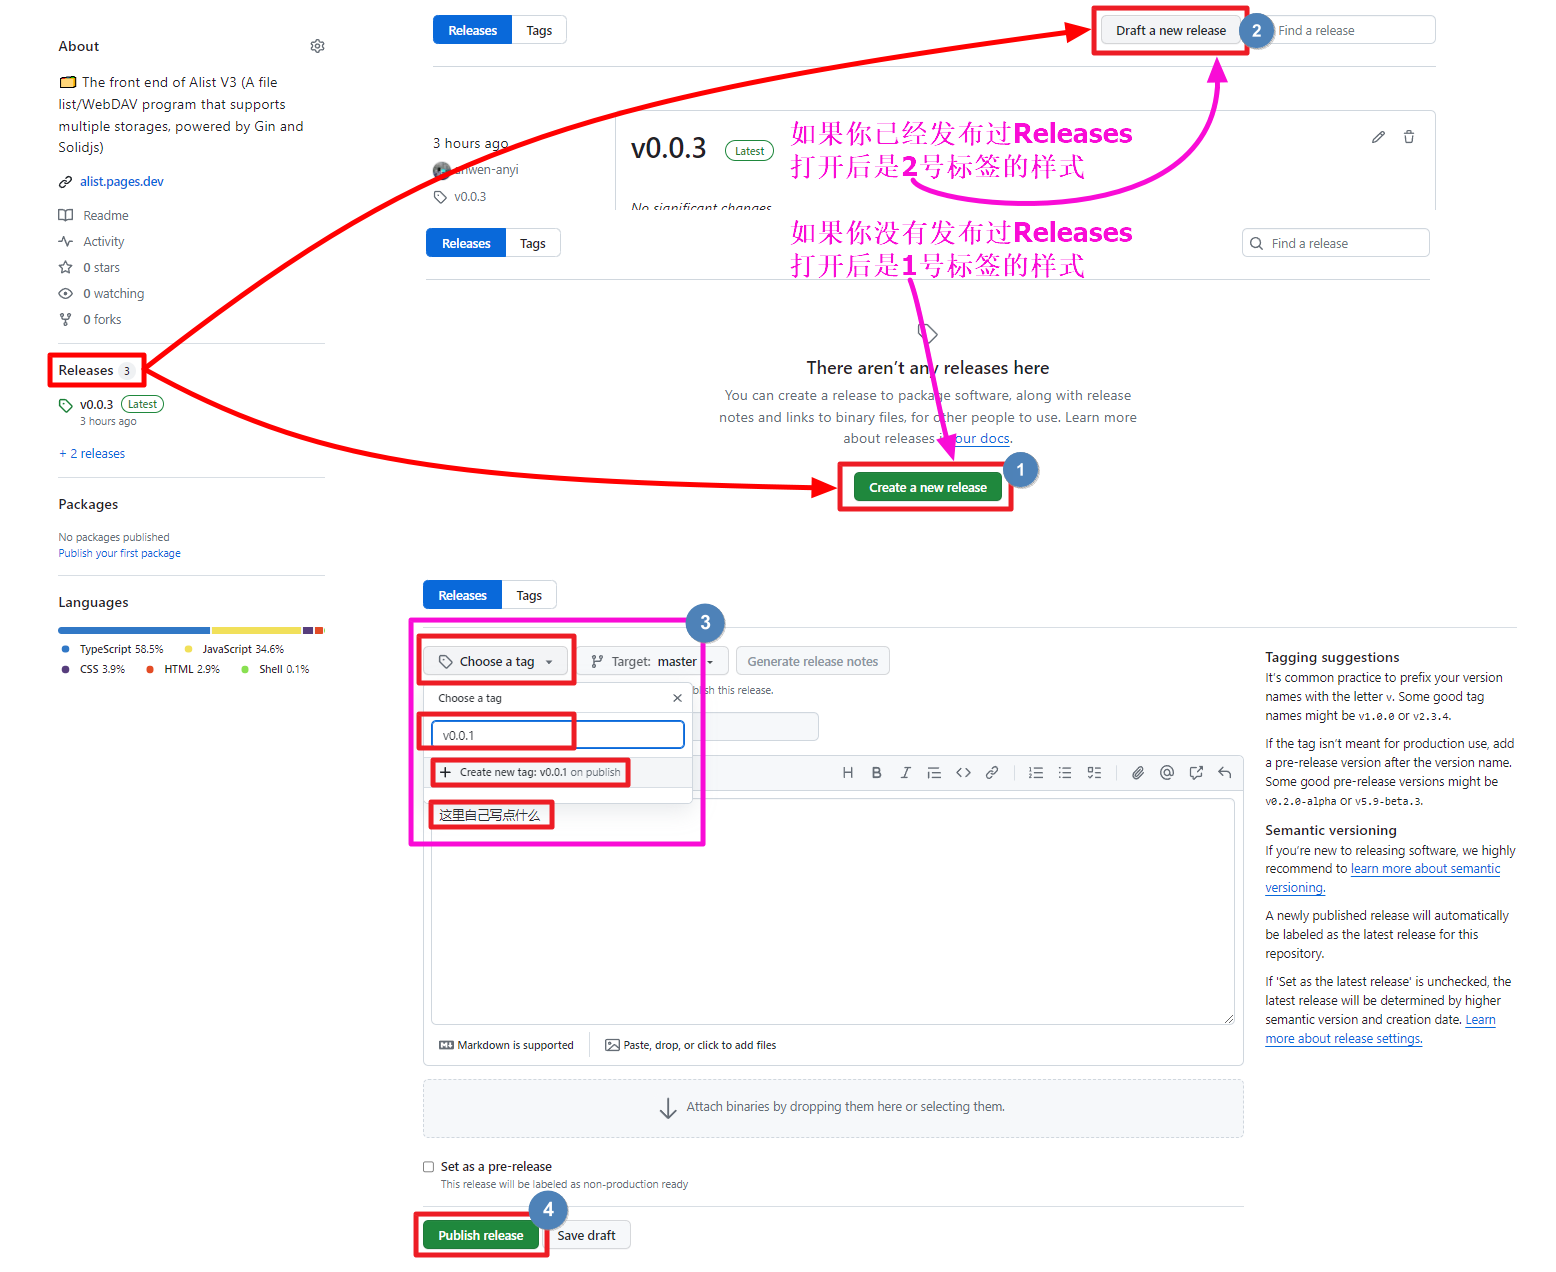 About
The front end of Alist V3 (A file
list/WebDAV program that supports
multiple storages, powered by Gin and
Solidjs)
alist.pages.dev
Readme
Activity
0 stars
0 watching
0 forks
Releases 3
v0.0.3 Latest
3 hours ago
+ 2 releases
Packages
No packages published
Publish your first package
Languages
TypeScript 58.5% JavaScript 34.6%
CSS 3.9% HTML 2.9% Shell 0.1%
Releases Tags
Draft a new release 2 Find a release
3 hours ago
anwen-anyi
v0.0.3
v0.0.3 Latest
No significant changes
如果你已经发布过Releases
打开后是2号标签的样式
如果你没有发布过Releases
打开后是1号标签的样式
Releases Tags
Find a release
There aren't any releases here
You can create a release to package software, along with release
notes and links to binary files, for other people to use. Learn more
about releases in our docs.
Create a new release 1
Releases Tags
3
Choose a tag Target: master Generate release notes
Choose a tag
blish this release.
v0.0.1
Create new tag: v0.0.1 on publish
这里自己写点什么
Markdown is supported Paste, drop, or click to add files
Attach binaries by dropping them here or selecting them.
Set as a pre-release
This release will be labeled as non-production ready
4
Publish release Save draft
Tagging suggestions
It's common practice to prefix your version
names with the letter v. Some good tag
names might be v1.0.0 or v2.3.4.
If the tag isn't meant for production use, add
a pre-release version after the version name.
Some good pre-release versions might be
v0.2.0-alpha or v5.9-beta.3.
Semantic versioning
If you're new to releasing software, we highly
recommend to learn more about semantic
versioning.
A newly published release will automatically
be labeled as the latest release for this
repository.
If 'Set as the latest release' is unchecked, the
latest release will be determined by higher
semantic version and creation date. Learn
more about release settings.